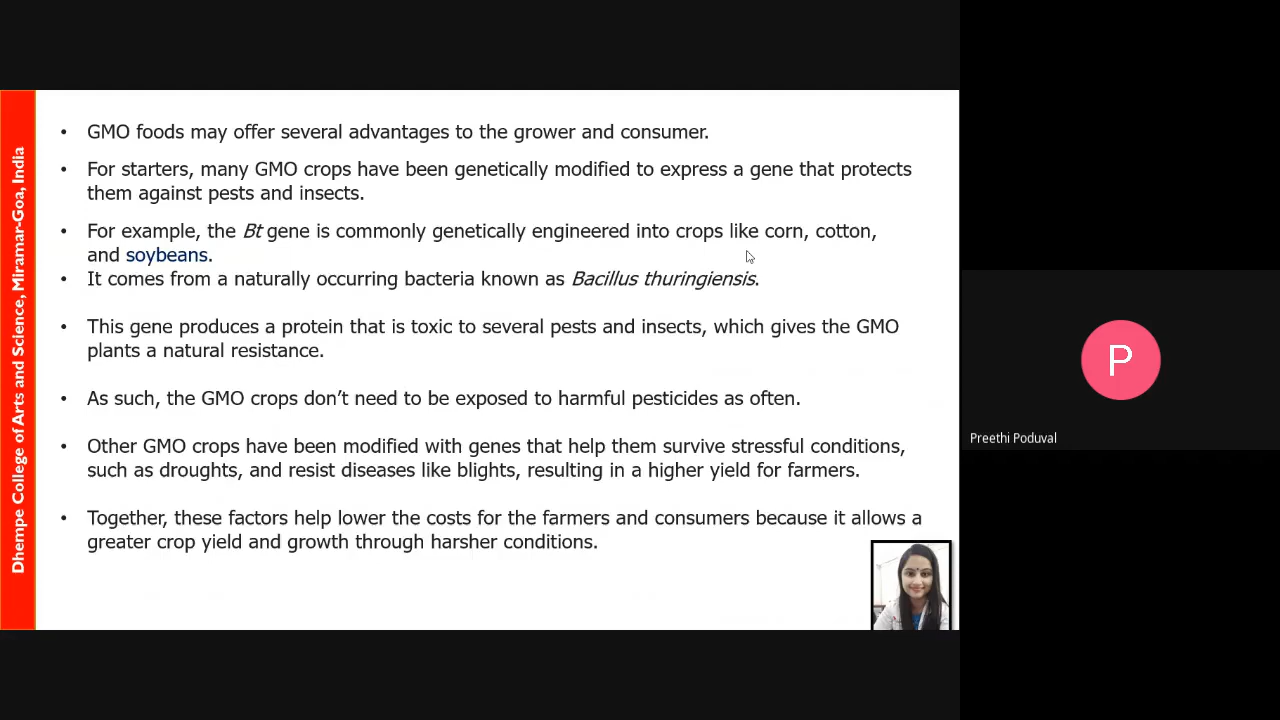 Dhempe College of Arts and Science, Miramar-Goa, India
• GMO foods may offer several advantages to the grower and consumer.
• For starters, many GMO crops have been genetically modified to express a gene that protects
them against pests and insects.
• For example, the Bt gene is commonly genetically engineered into crops like corn, cotton,
and soybeans.
• It comes from a naturally occurring bacteria known as Bacillus thuringiensis.
• This gene produces a protein that is toxic to several pests and insects, which gives the GMO
plants a natural resistance.
• As such, the GMO crops don’t need to be exposed to harmful pesticides as often.
• Other GMO crops have been modified with genes that help them survive stressful conditions,
such as droughts, and resist diseases like blights, resulting in a higher yield for farmers.
• Together, these factors help lower the costs for the farmers and consumers because it allows a
greater crop yield and growth through harsher conditions.
P
Preethi Poduval